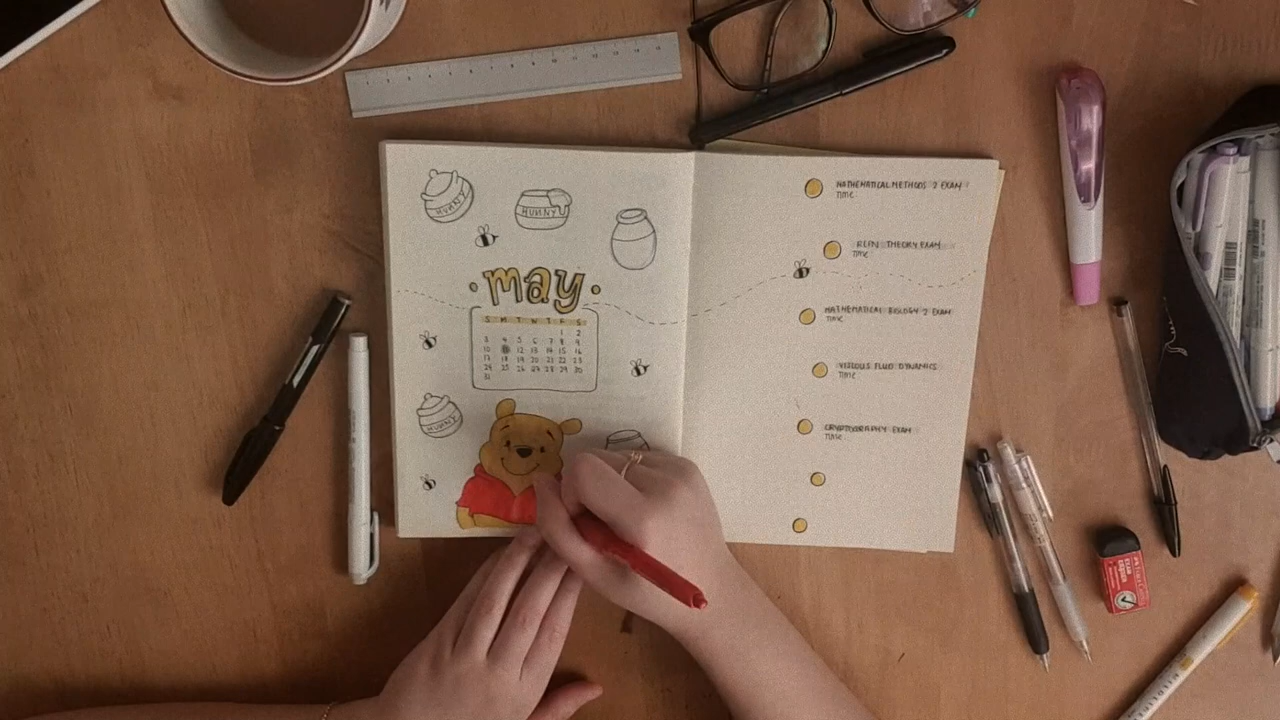 HUNNY
HUNNY
may
S M T W T F S
1 2
3 4 5 6 7 8 9
10 12 13 14 15 16
17 18 19 20 21 22 23
24 25 26 27 28 29 30
31
HUNNY
MATHEMATICAL METHODS 2 EXAM
TIME
THEORY EXAM
TIME:
MATHEMATICAL BIOLOGY 2 EXAM
TIME:
VISCOUS FLUID DYNAMICS
TIME:
CRYPTOGRAPHY EXAM
TIME: